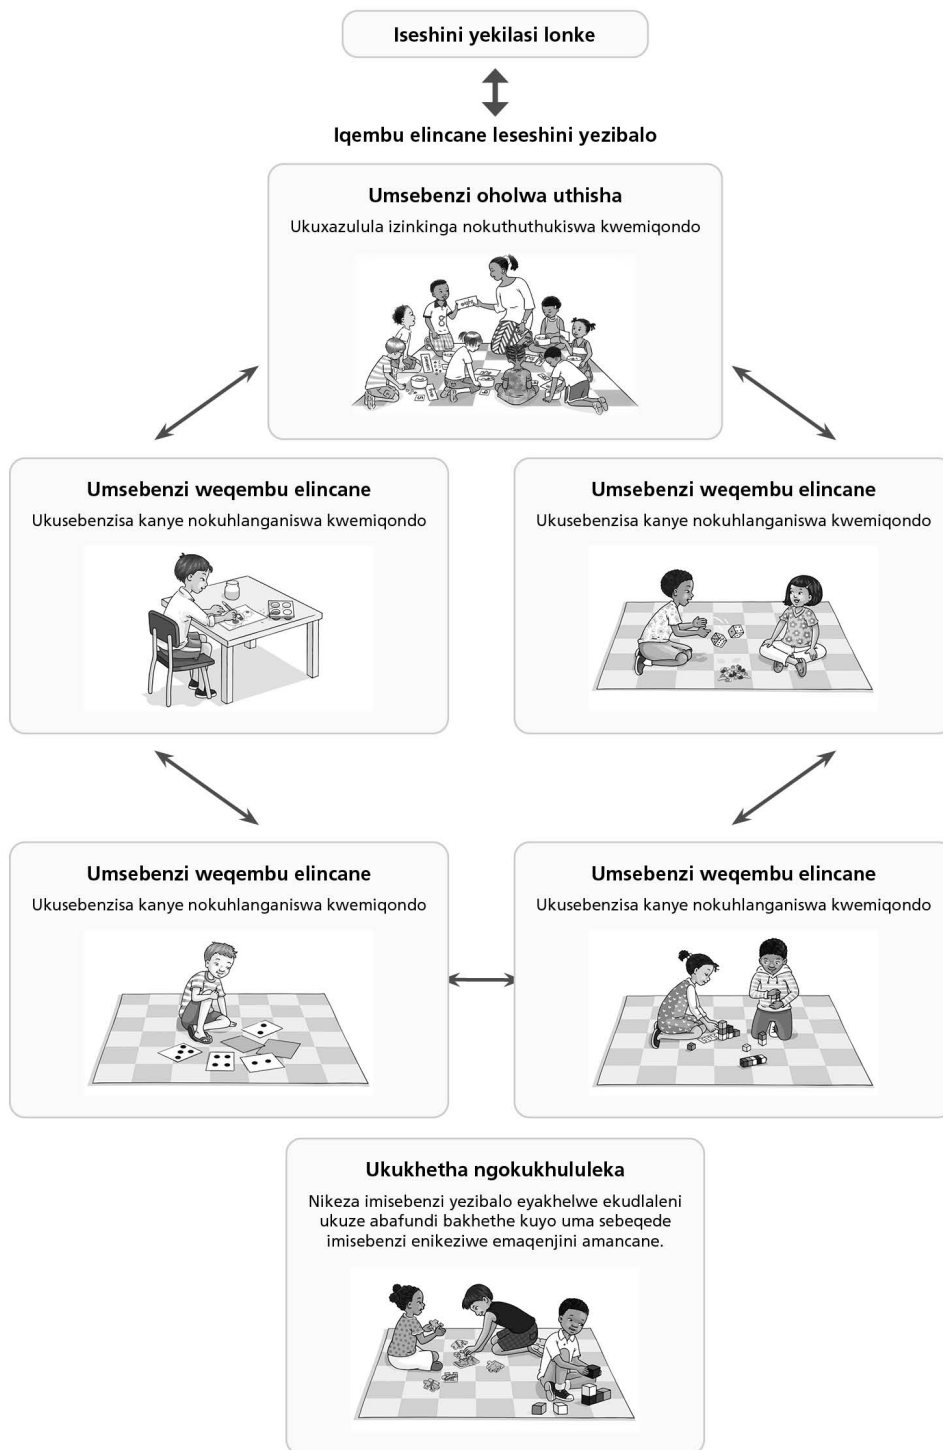 Iseshini yekilasi lonke
Iqembu elincane leseshini yezibalo
Umsebenzi oholwa uthisha
Ukuxazulula izinkinga nokuthuthukiswa kwemiqondo
Umsebenzi weqembu elincane
Ukusebenzisa kanye nokuhlanganiswa kwemiqondo
Umsebenzi weqembu elincane
Ukusebenzisa kanye nokuhlanganiswa kwemiqondo
Umsebenzi weqembu elincane
Ukusebenzisa kanye nokuhlanganiswa kwemiqondo
Umsebenzi weqembu elincane
Ukusebenzisa kanye nokuhlanganiswa kwemiqondo
Ukukhetha ngokukhululeka
Nikeza imisebenzi yezibalo eyakhelwe ekudlaleni
ukuze abafundi bakhethe kuyo uma sebeqede
imisebenzi enikeziwe emaqenjini amancane.